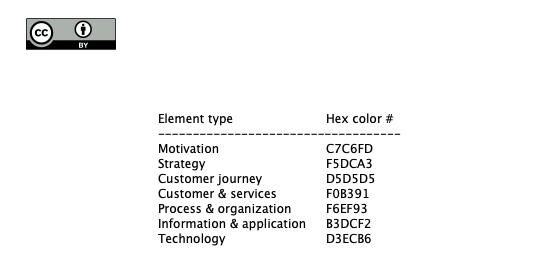 cc
BY
Element type Hex color #
-----------------------------------
Motivation C7C6FD
Strategy F5DCA3
Customer journey D5D5D5
Customer & services F0B391
Process & organization F6EF93
Information & application B3DCF2
Technology D3ECB6